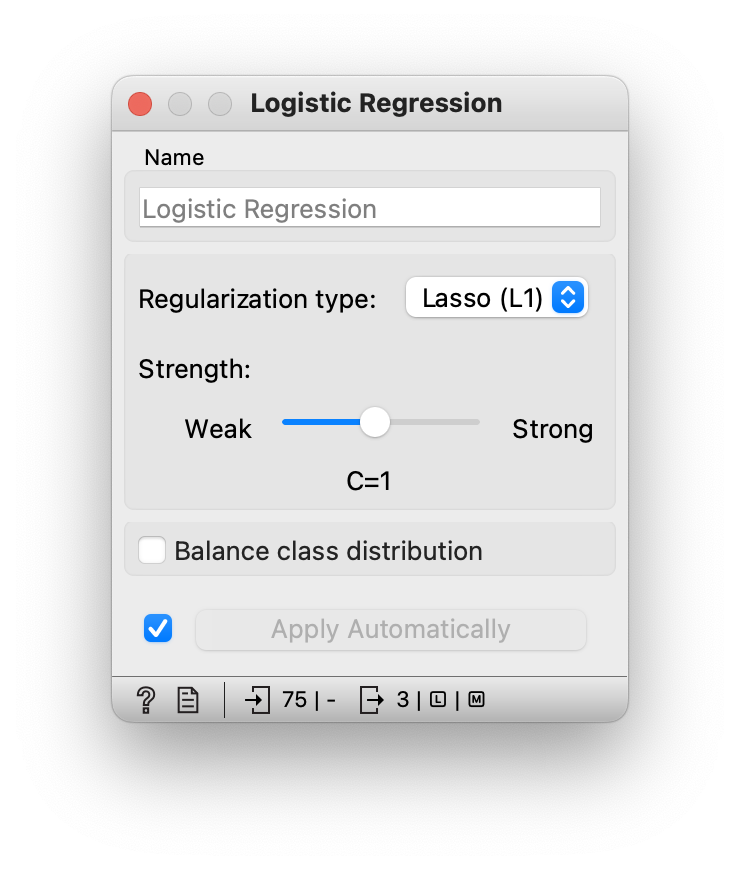 Logistic Regression
Name
Logistic Regression
Regularization type: Lasso (L1)
Strength:
Weak Strong
C=1
Balance class distribution
Apply Automatically
? 75 | - 3 | L | M